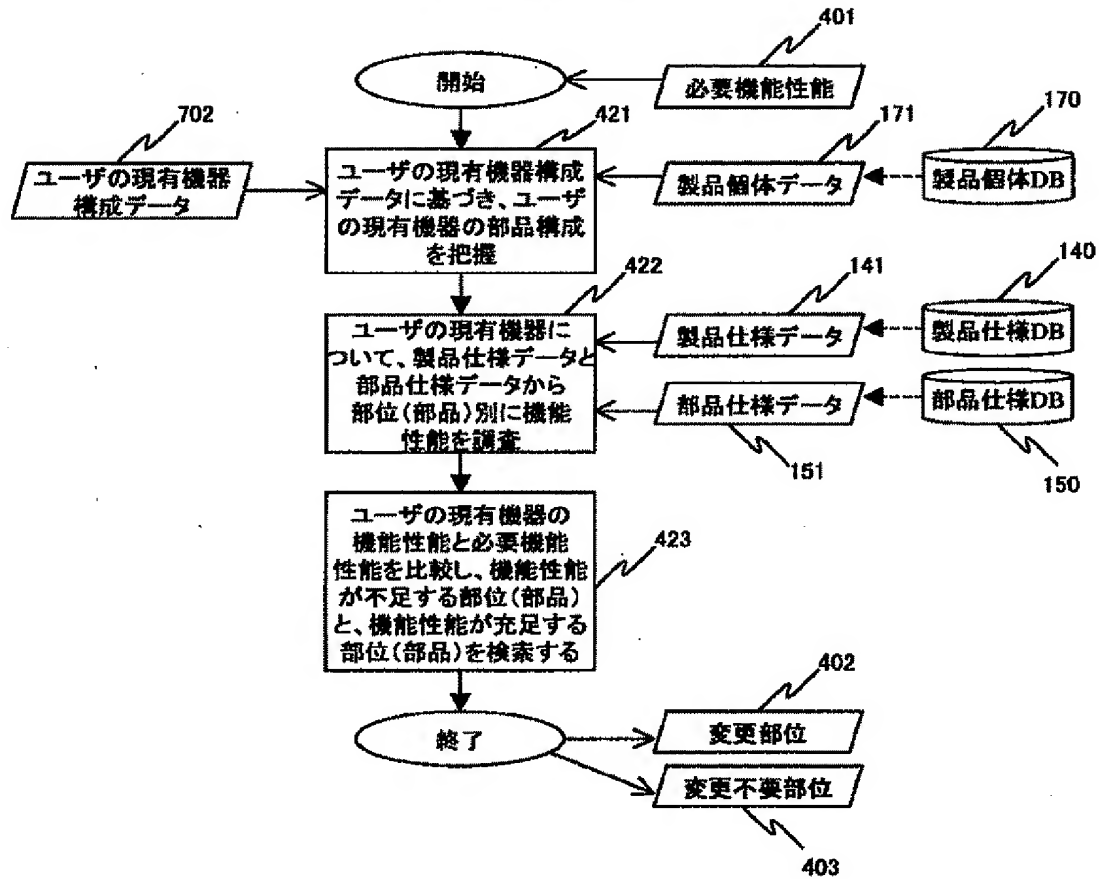 401
開始
必要機能性能
702
421
171
170
ユーザの現有機器
構成データ
ユーザの現有機器構成
データに基づき、ユーザ
の現有機器の部品構成
を把握
製品個体データ
製品個体DB
422
141
140
ユーザの現有機器に
ついて、製品仕様データと
部品仕様データから
部位(部品)別に機能
性能を調査
製品仕様データ
製品仕様DB
部品仕様データ
部品仕様DB
151
150
ユーザの現有機器の
機能性能と必要機能
性能を比較し、機能性能
が不足する部位(部品)
と、機能性能が充足する
部位(部品)を検索する
423
402
終了
変更部位
変更不要部位
403